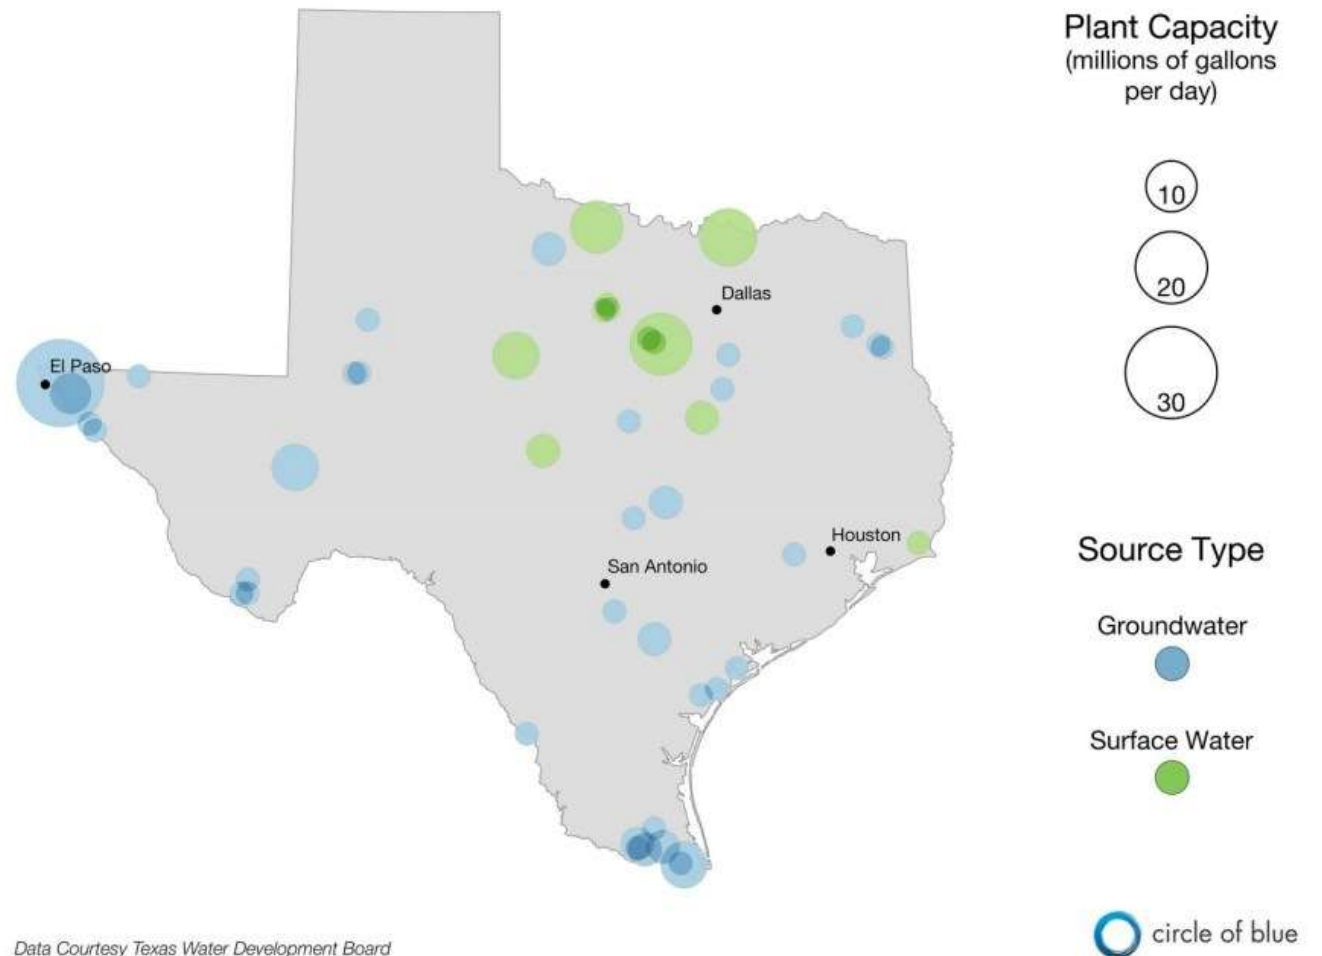 Plant Capacity
(millions of gallons
per day)
10
20
30
Dallas
El Paso
Houston
San Antonio
Source Type
Groundwater
Surface Water
Data Courtesy Texas Water Development Board
circle of blue